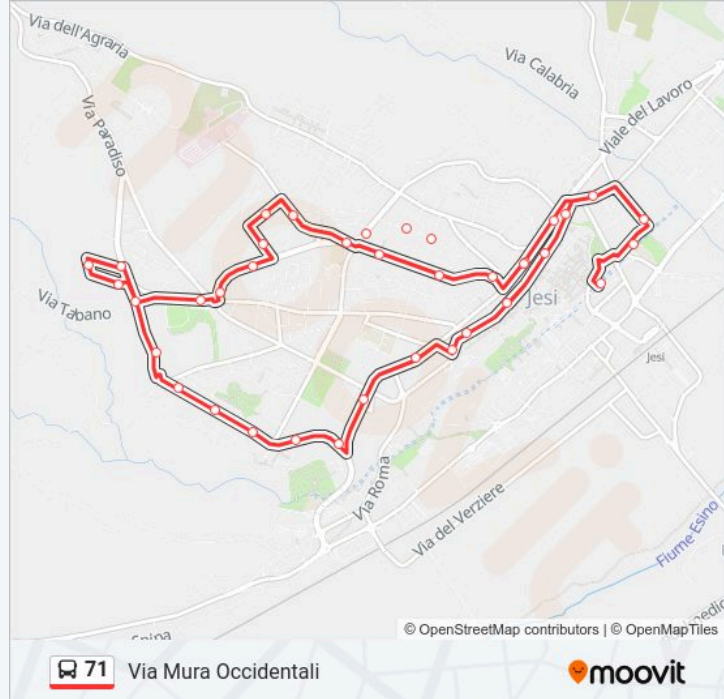 Via dell'Agraria
Via Calabria
Viale del Lavoro
Via Paradiso
Via Tabano
Jesi
Jesi
Via Roma
Via del Verziere
Fiume Esino
© OpenStreetMap contributors | © OpenMapTiles
71 Via Mura Occidentali
moovit